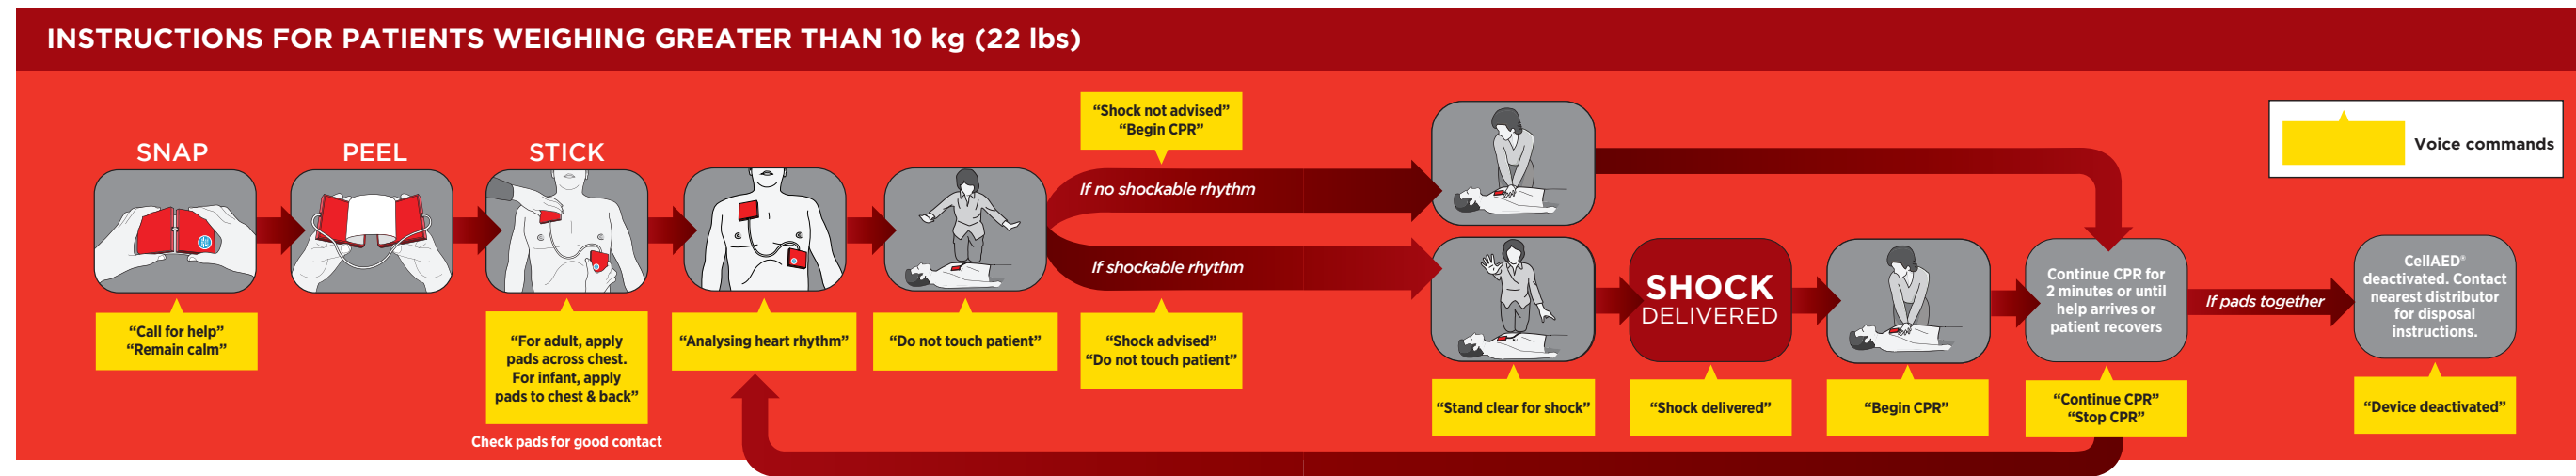 INSTRUCTIONS FOR PATIENTS WEIGHING GREATER THAN 10 kg (22 lbs)
SNAP
“Call for help”
“Remain calm”
PEEL
STICK
“For adult, apply
pads across chest.
For infant, apply
pads to chest & back”
Check pads for good contact
“Analysing heart rhythm”
“Do not touch patient”
“Shock not advised”
“Begin CPR”
If no shockable rhythm
If shockable rhythm
“Shock advised”
“Do not touch patient”
“Stand clear for shock”
SHOCK
DELIVERED
“Shock delivered”
“Begin CPR”
Continue CPR for
2 minutes or until
help arrives or
patient recovers
“Continue CPR”
“Stop CPR”
If pads together
CellAED®
deactivated. Contact
nearest distributor
for disposal
instructions.
“Device deactivated”
Voice commands